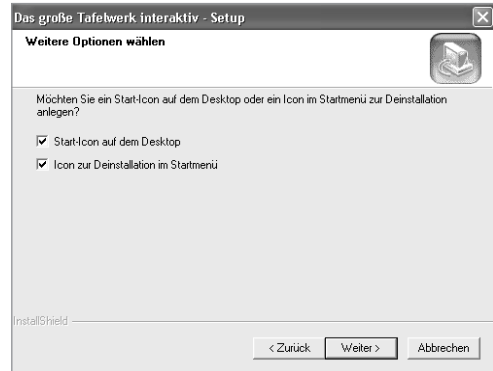 Das große Tafelwerk interaktiv - Setup
Weitere Optionen wählen
Möchten Sie ein Start-Icon auf dem Desktop oder ein Icon im Startmenü zur Deinstallation
anlegen?
Start-Icon auf dem Desktop
Icon zur Deinstallation im Startmenü
InstallShield
< Zurück Weiter > Abbrechen